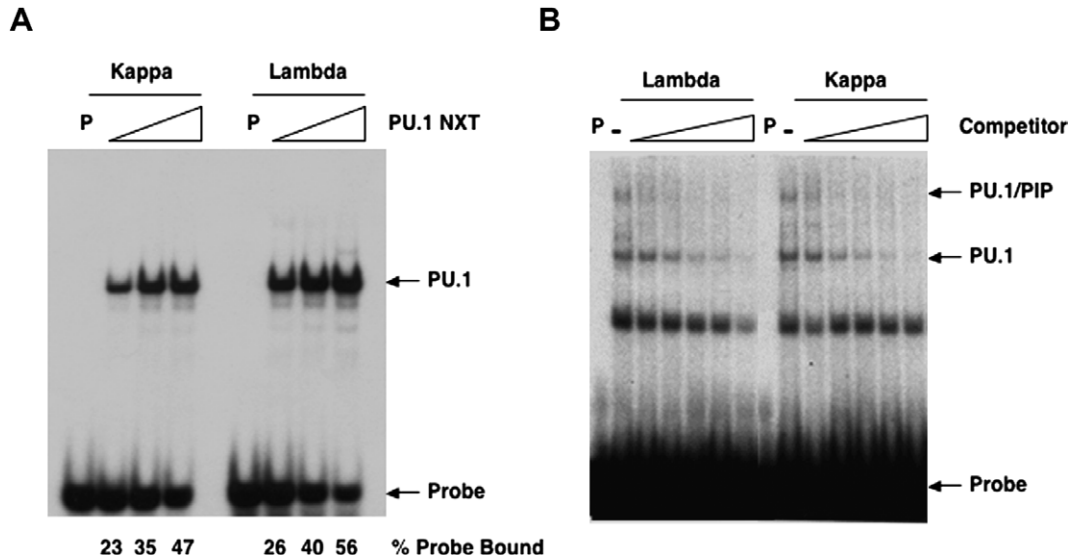 A
Kappa
Lambda
P
P
PU.1 NXT
PU.1
Probe
23 35 47 26 40 56 % Probe Bound
B
Lambda
Kappa
P - P - Competitor
PU.1/PIP
PU.1
Probe